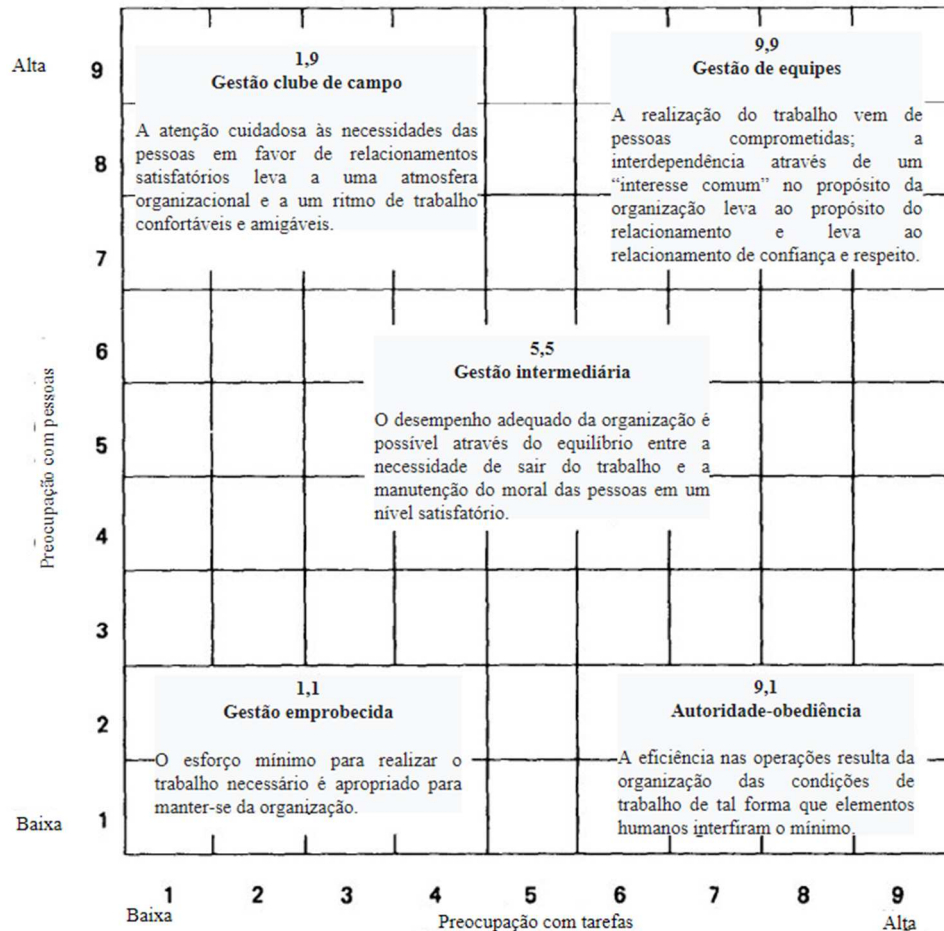 Alta
9
1,9
Gestão clube de campo
A atenção cuidadosa às necessidades das
pessoas em favor de relacionamentos
satisfatórios leva a uma atmosfera
organizacional e a um ritmo de trabalho
confortáveis e amigáveis.
9,9
Gestão de equipes
A realização do trabalho vem de
pessoas comprometidas; a
interdependência através de um
“interesse comum” no propósito da
organização leva ao propósito do
relacionamento e leva ao
relacionamento de confiança e respeito.
8
7
6
5,5
Gestão intermediária
O desempenho adequado da organização é
possível através do equilíbrio entre a
necessidade de sair do trabalho e a
manutenção do moral das pessoas em um
nível satisfatório.
5
4
3
Preocupação com pessoas
1,1
Gestão emprobecida
O esforço mínimo para realizar o
trabalho necessário é apropriado para
manter-se da organização.
9,1
Autoridade-obediência
A eficiência nas operações resulta da
organização das condições de
trabalho de tal forma que elementos
humanos interfiram o mínimo.
2
Baixa
1
1 2 3 4 5 6 7 8 9
Baixa
Preocupação com tarefas
Alta